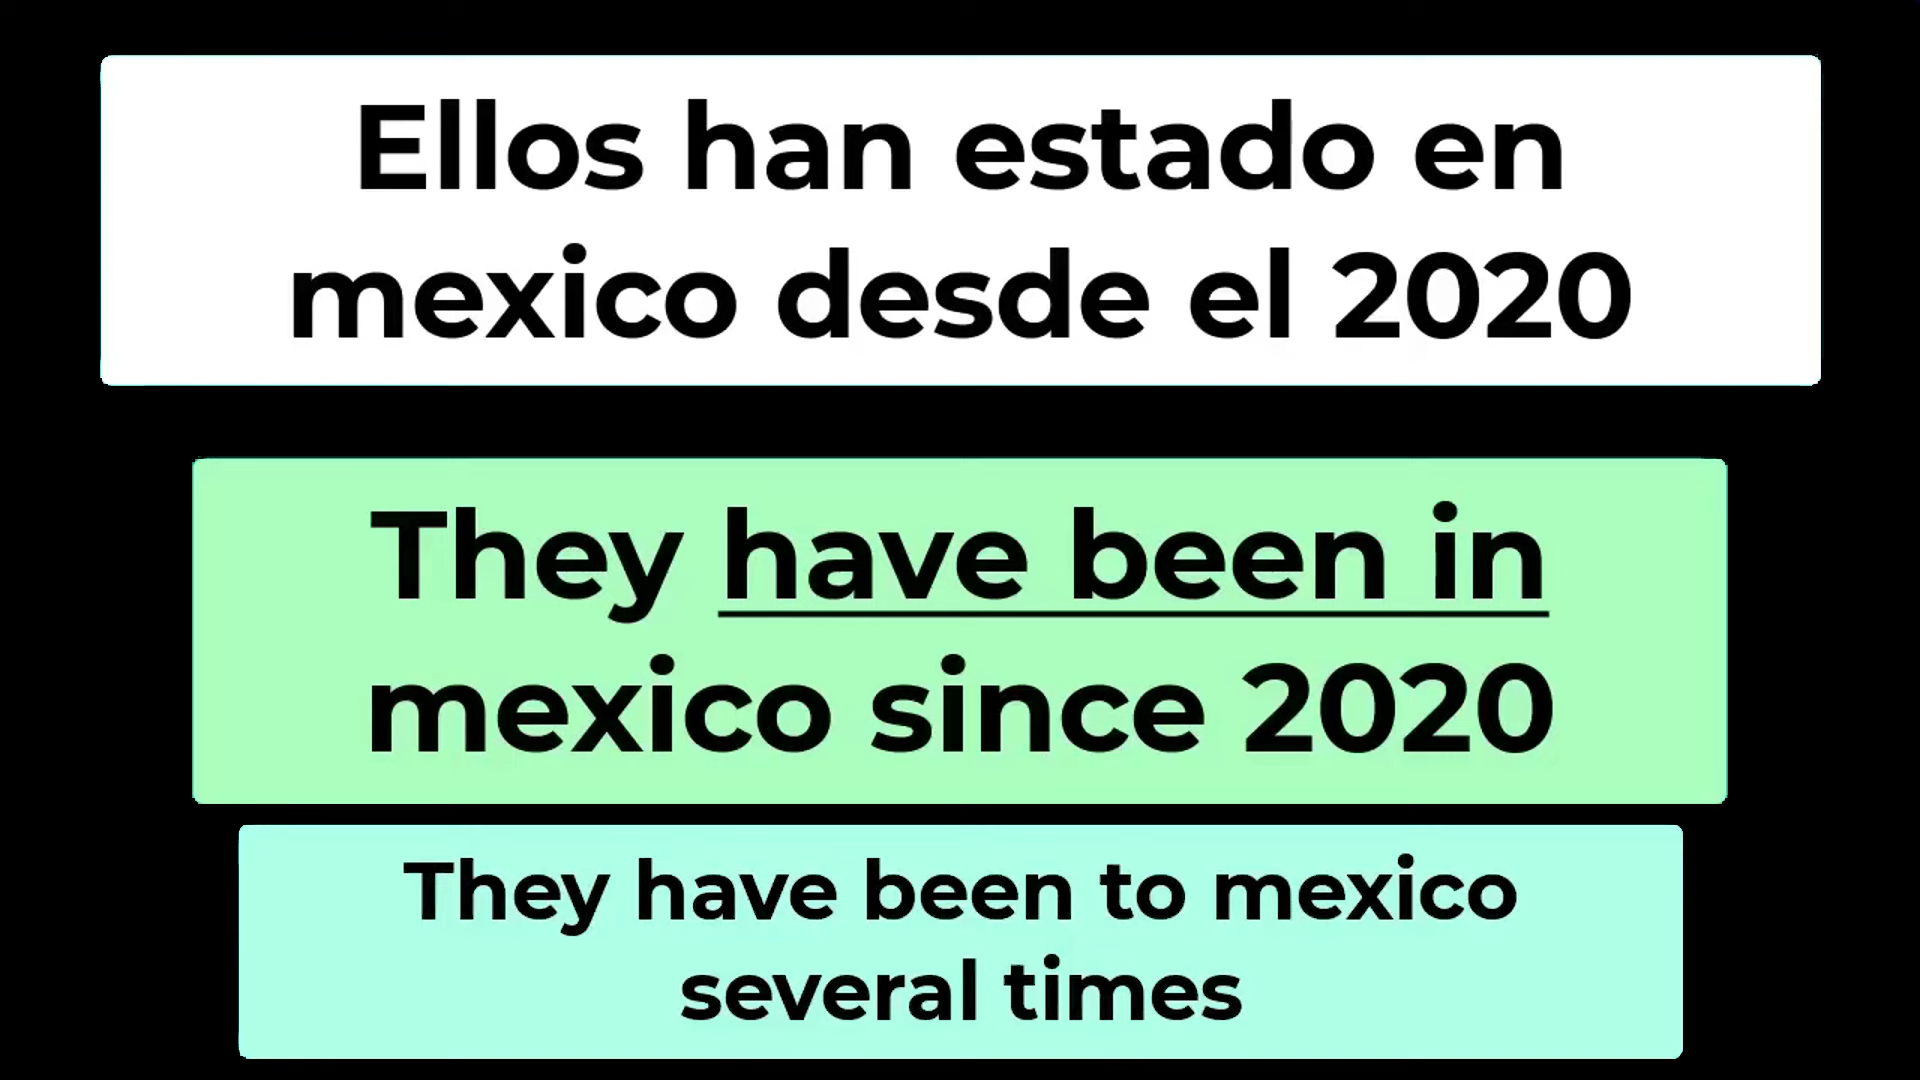 Ellos han estado en
mexico desde el 2020
They have been in
mexico since 2020
They have been to mexico
several times